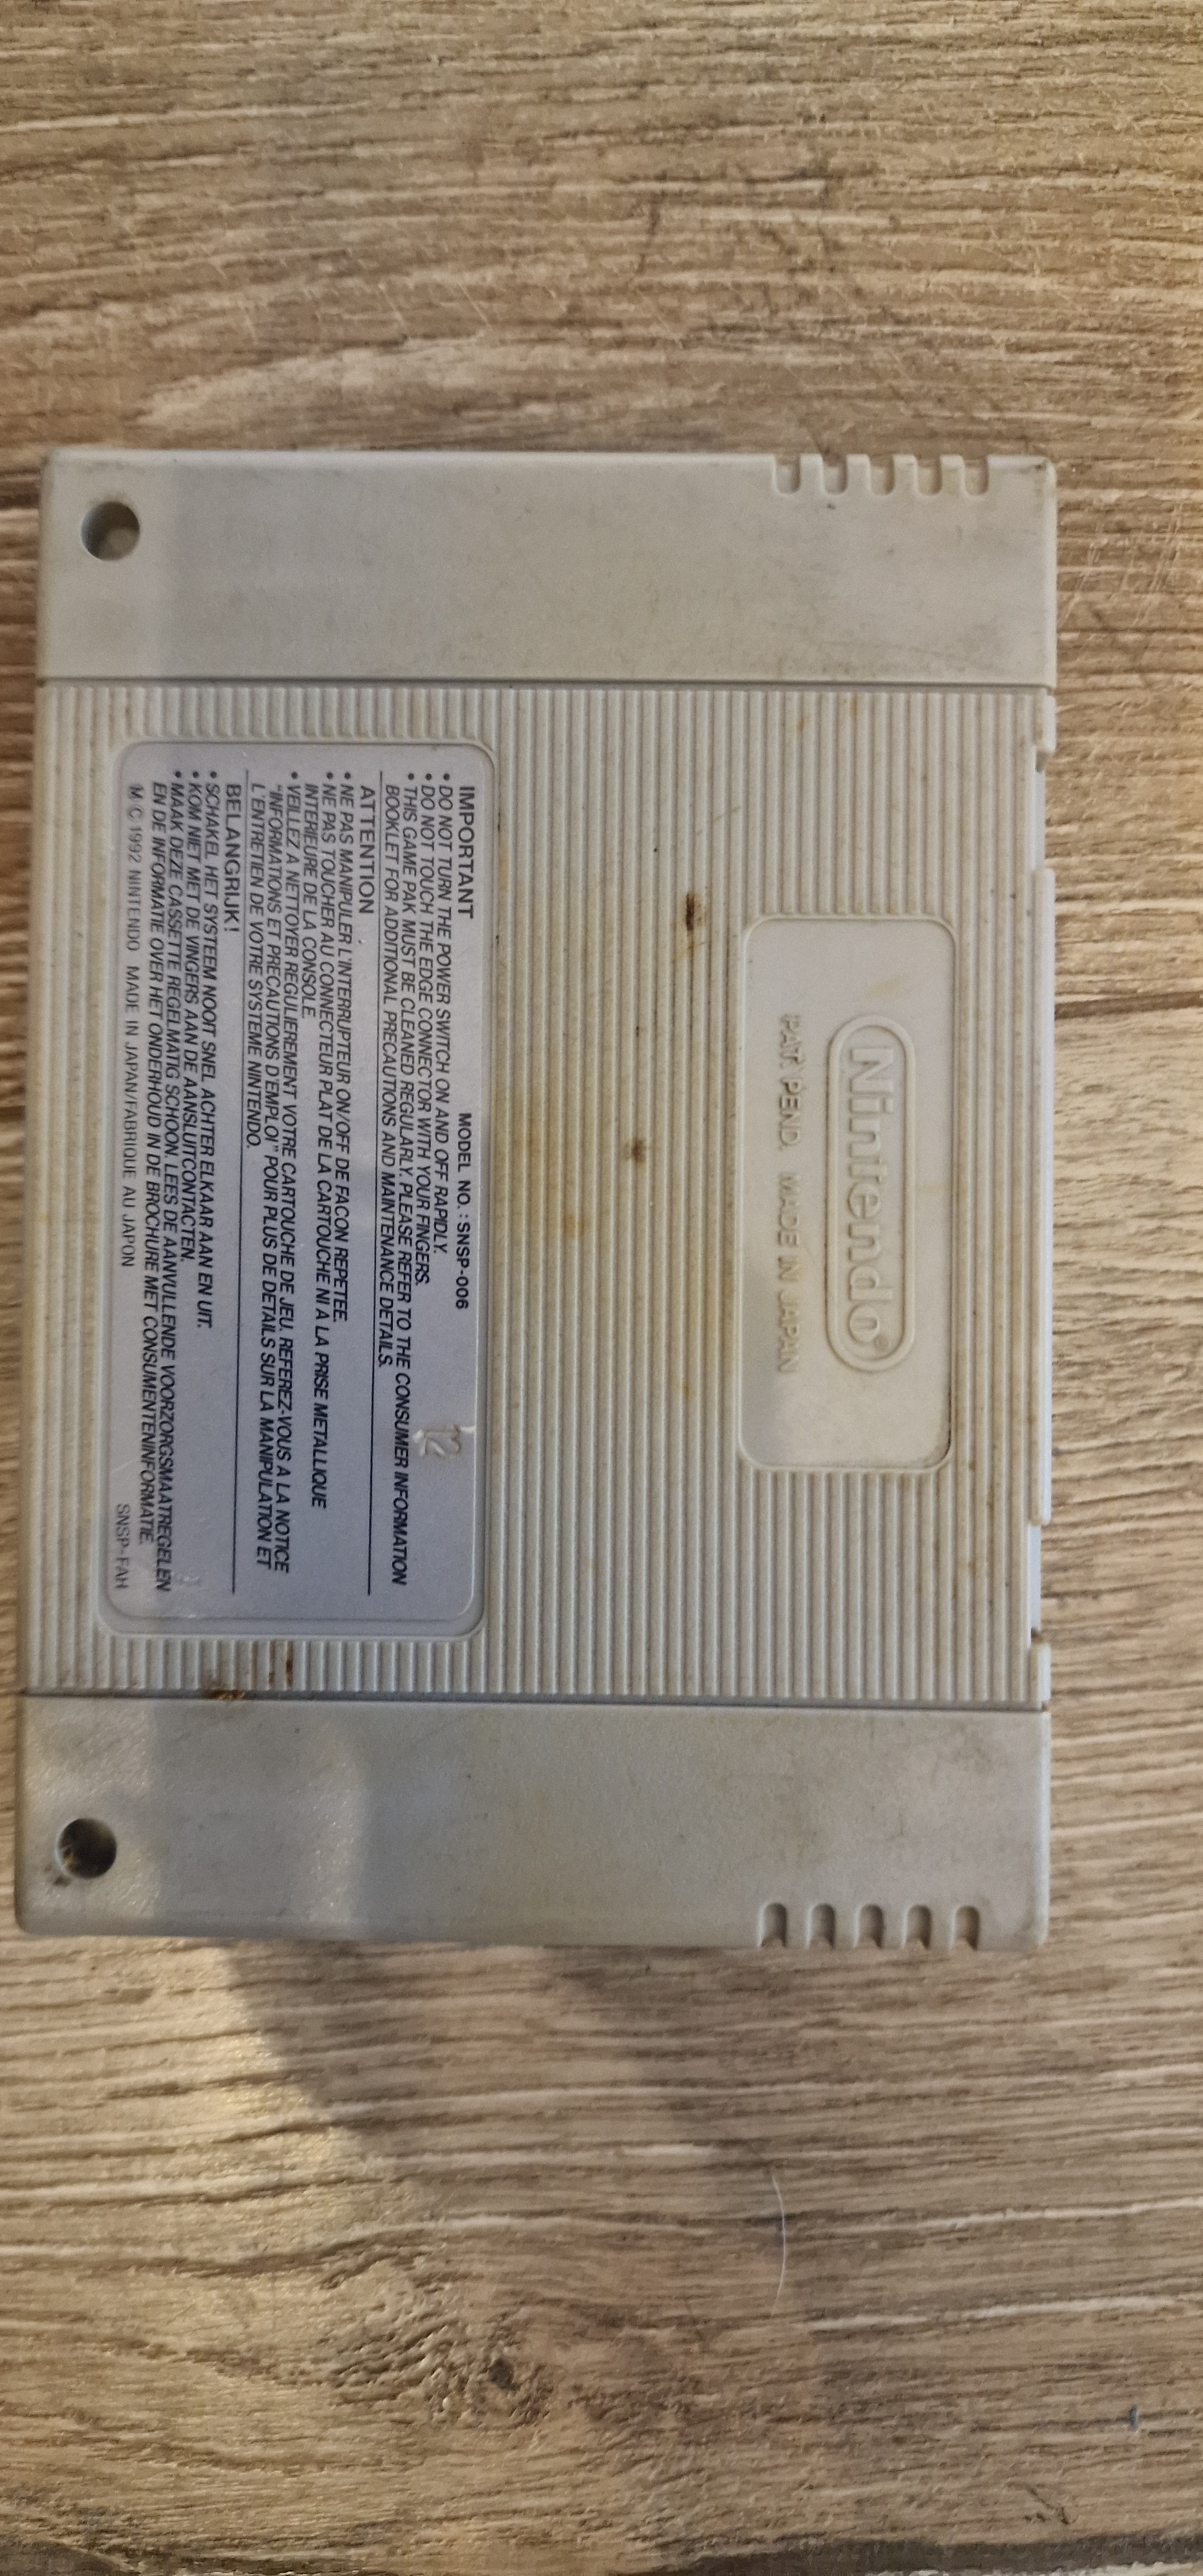 Nintendo®
PAT. PEND. MADE IN JAPAN
IMPORTANT MODEL NO. : SNSP-006
• DO NOT TURN THE POWER SWITCH ON AND OFF RAPIDLY.
• DO NOT TOUCH THE EDGE CONNECTOR WITH YOUR FINGERS.
• THIS GAME PAK MUST BE CLEANED REGULARLY. PLEASE REFER TO THE CONSUMER INFORMATION
BOOKLET FOR ADDITIONAL PRECAUTIONS AND MAINTENANCE DETAILS.
12
ATTENTION
• NE PAS MANIPULER L'INTERRUPTEUR ON/OFF DE FACON REPETEE.
• NE PAS TOUCHER AU CONNECTEUR PLAT DE LA CARTOUCHE NI A LA PRISE METALLIQUE
INTERIEURE DE LA CONSOLE.
• VEILLEZ A NETTOYER REGULIEREMENT VOTRE CARTOUCHE DE JEU. REFEREZ-VOUS A LA NOTICE
"INFORMATIONS ET PRECAUTIONS D'EMPLOI" POUR PLUS DE DETAILS SUR LA MANIPULATION ET
L'ENTRETIEN DE VOTRE SYSTEME NINTENDO.
BELANGRIJK!
• SCHAKEL HET SYSTEEM NOOIT SNEL ACHTER ELKAAR AAN EN UIT.
• KOM NIET MET DE VINGERS AAN DE AANSLUITCONTACTEN.
• MAAK DEZE CASSETTE REGELMATIG SCHOON. LEES DE AANVULLENDE VOORZORGSMAATREGELEN
EN DE INFORMATIE OVER HET ONDERHOUD IN DE BROCHURE MET CONSUMENTENINFORMATIE.
M/© 1992 NINTENDO MADE IN JAPAN/FABRIQUE AU JAPON SNSP-FAH